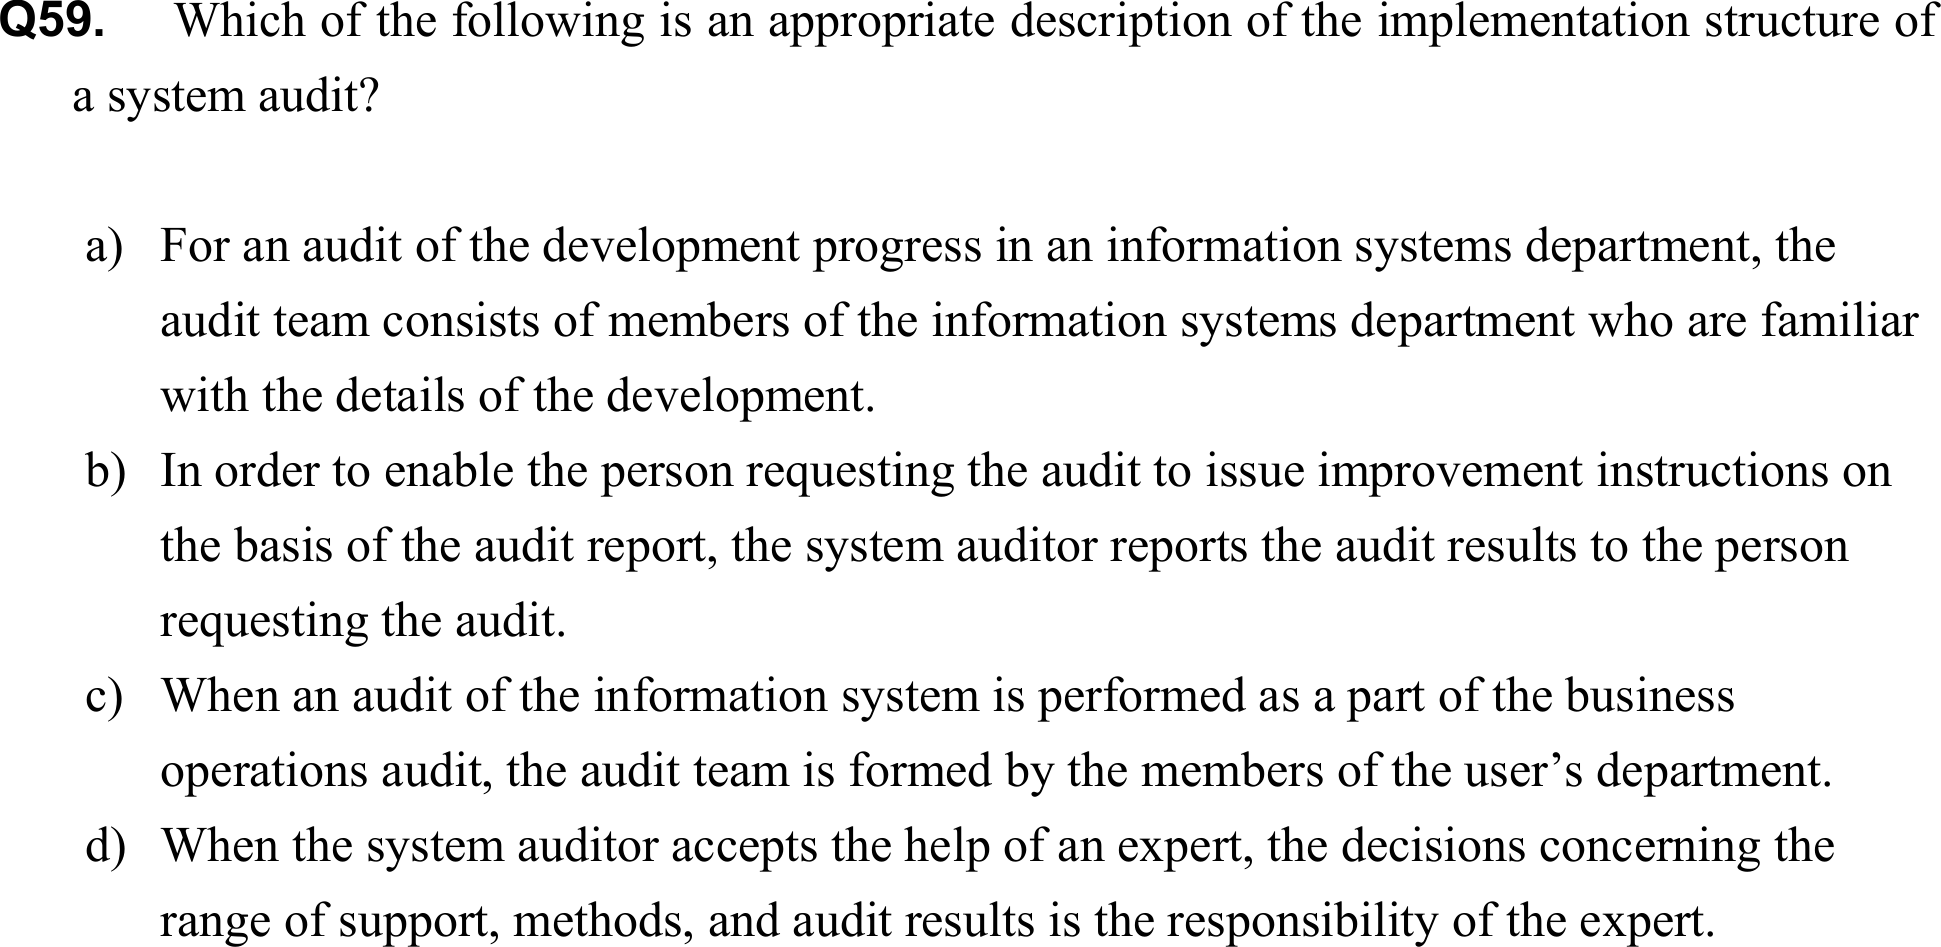 Q59. Which of the following is an appropriate description of the implementation structure of
a system audit?
a) For an audit of the development progress in an information systems department, the
audit team consists of members of the information systems department who are familiar
with the details of the development.
b) In order to enable the person requesting the audit to issue improvement instructions on
the basis of the audit report, the system auditor reports the audit results to the person
requesting the audit.
c) When an audit of the information system is performed as a part of the business
operations audit, the audit team is formed by the members of the user’s department.
d) When the system auditor accepts the help of an expert, the decisions concerning the
range of support, methods, and audit results is the responsibility of the expert.